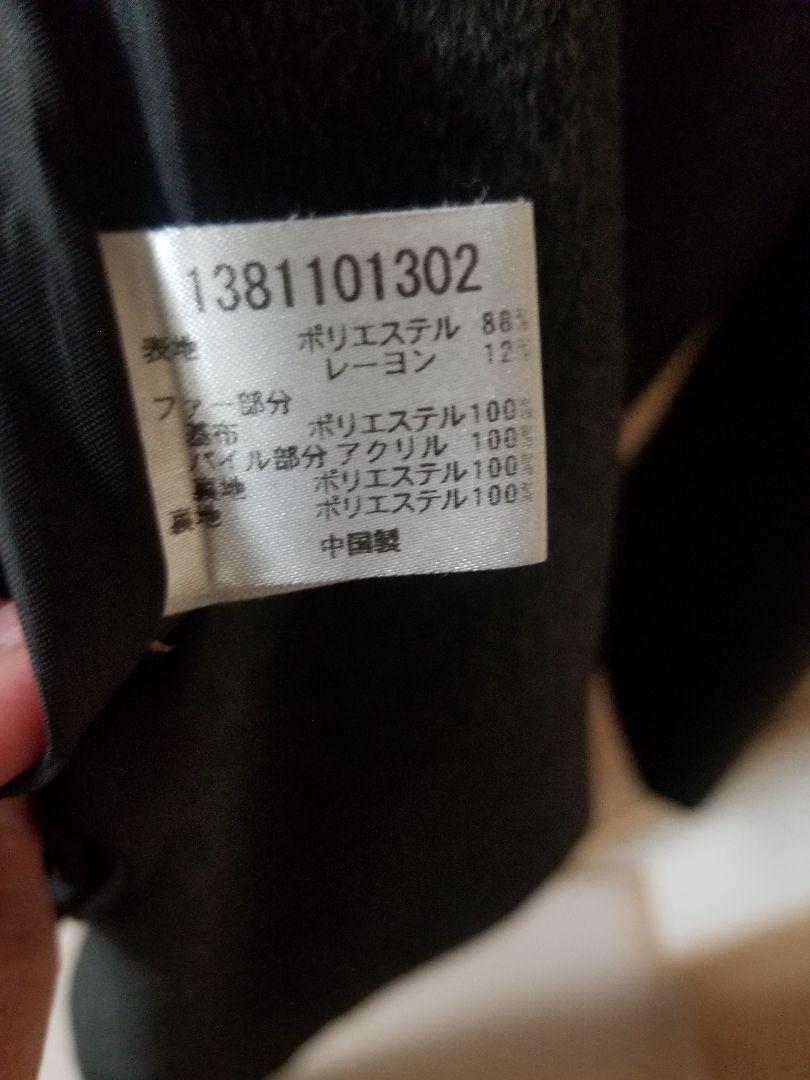 1381101302
表地 ポリエステル 88%
レーヨン 12%
ファー部分
基布 ポリエステル100%
パイル部分 アクリル 100%
裏地 ポリエステル100%
裏地 ポリエステル100%
中国製